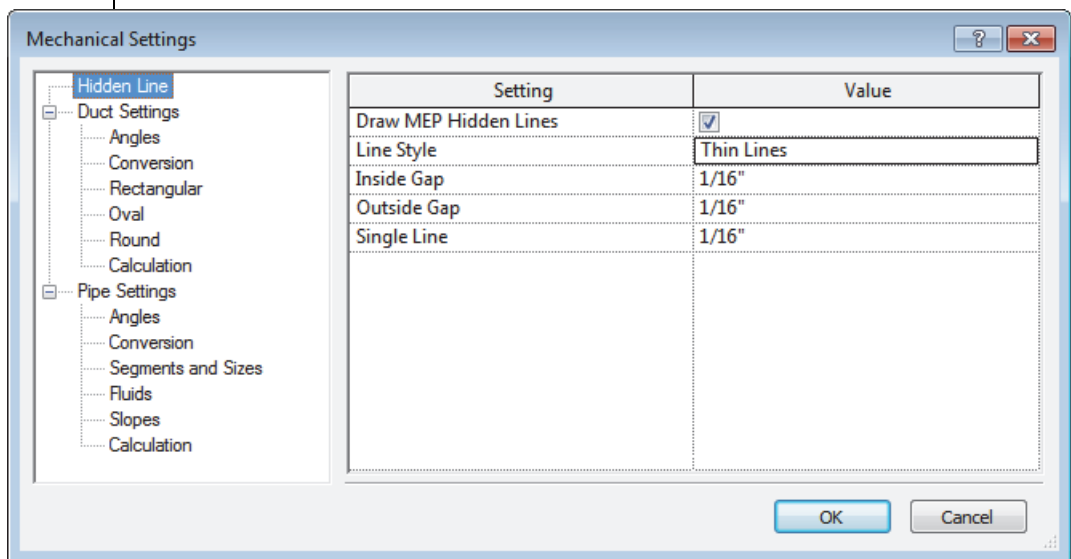 Mechanical Settings
Hidden Line
Duct Settings
Angles
Conversion
Rectangular
Oval
Round
Calculation
Pipe Settings
Angles
Conversion
Segments and Sizes
Fluids
Slopes
Calculation
Setting Value
Draw MEP Hidden Lines
Line Style Thin Lines
Inside Gap 1/16"
Outside Gap 1/16"
Single Line 1/16"
OK Cancel